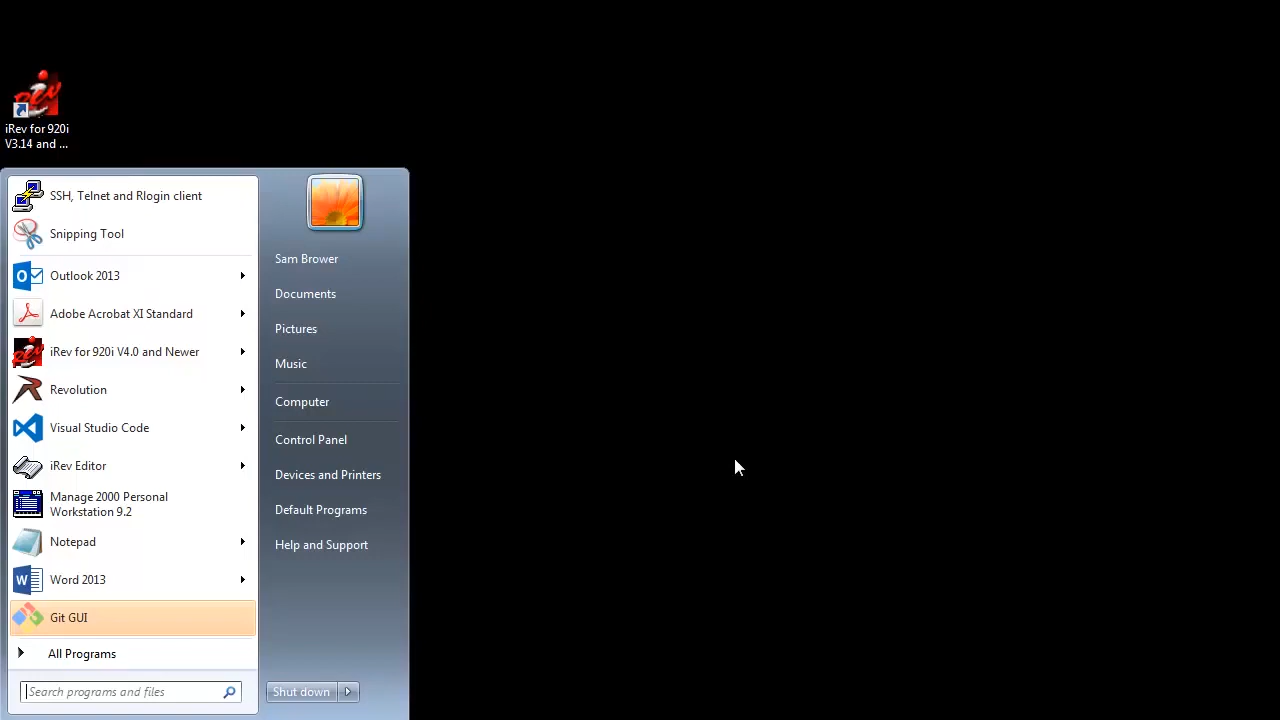 iRev for 920i
V3.14 and ...
SSH, Telnet and Rlogin client
Snipping Tool
Outlook 2013
Adobe Acrobat XI Standard
iRev for 920i V4.0 and Newer
Revolution
Visual Studio Code
iRev Editor
Manage 2000 Personal
Workstation 9.2
Notepad
Word 2013
Git GUI
All Programs
Search programs and files
Sam Brower
Documents
Pictures
Music
Computer
Control Panel
Devices and Printers
Default Programs
Help and Support
Shut down